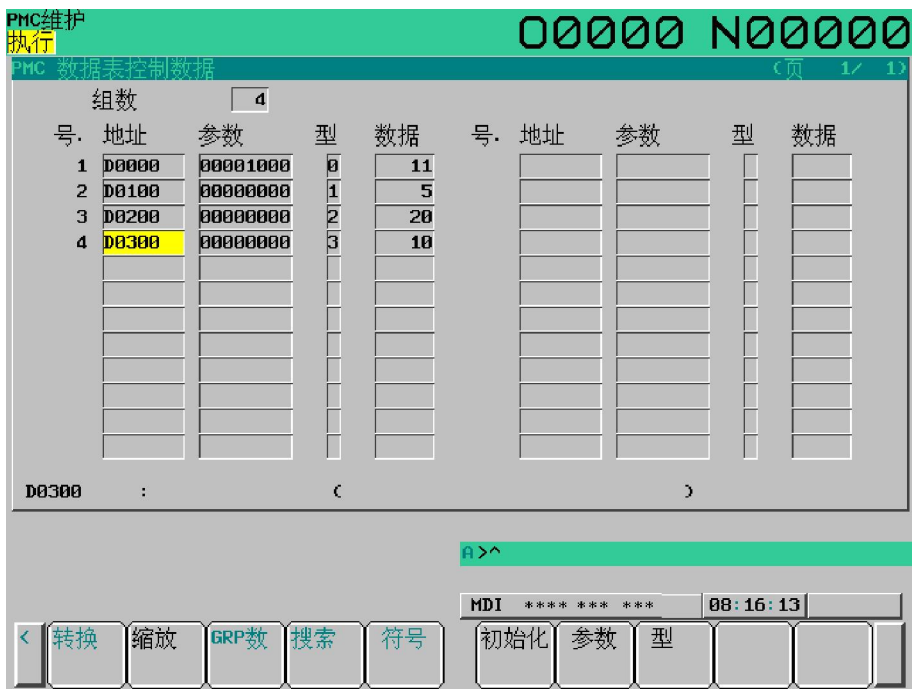 PMC维护
执行
O0000 N00000
PMC 数据表控制数据 (页 1/ 1)
组数 4
号. 地址 参数 型 数据 号. 地址 参数 型 数据
1 D0000 00001000 0 11
2 D0100 00000000 1 5
3 D0200 00000000 2 20
4 D0300 00000000 3 10
D0300 : ( )
A>^
MDI **** *** *** 08:16:13
< 转换 缩放 GRP数 搜索 符号 初始化 参数 型